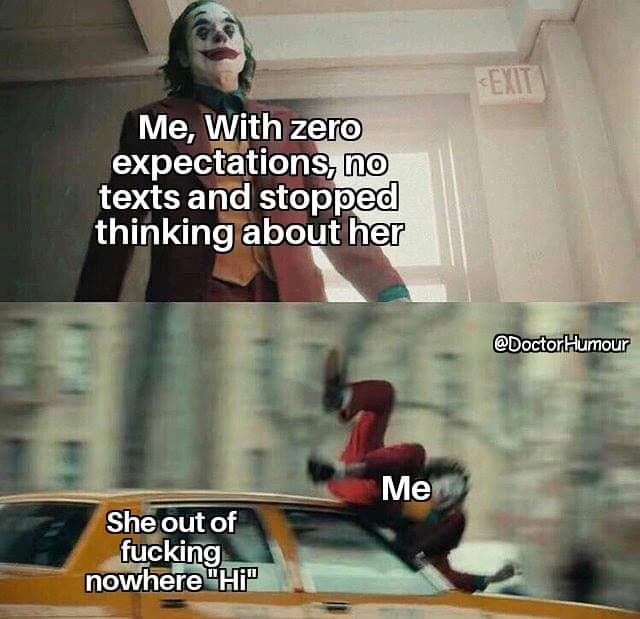 <EXIT
Me, With zero
expectations, no
texts and stopped
thinking about her
@DoctorHumour
Me
She out of
fucking
nowhere "Hi"